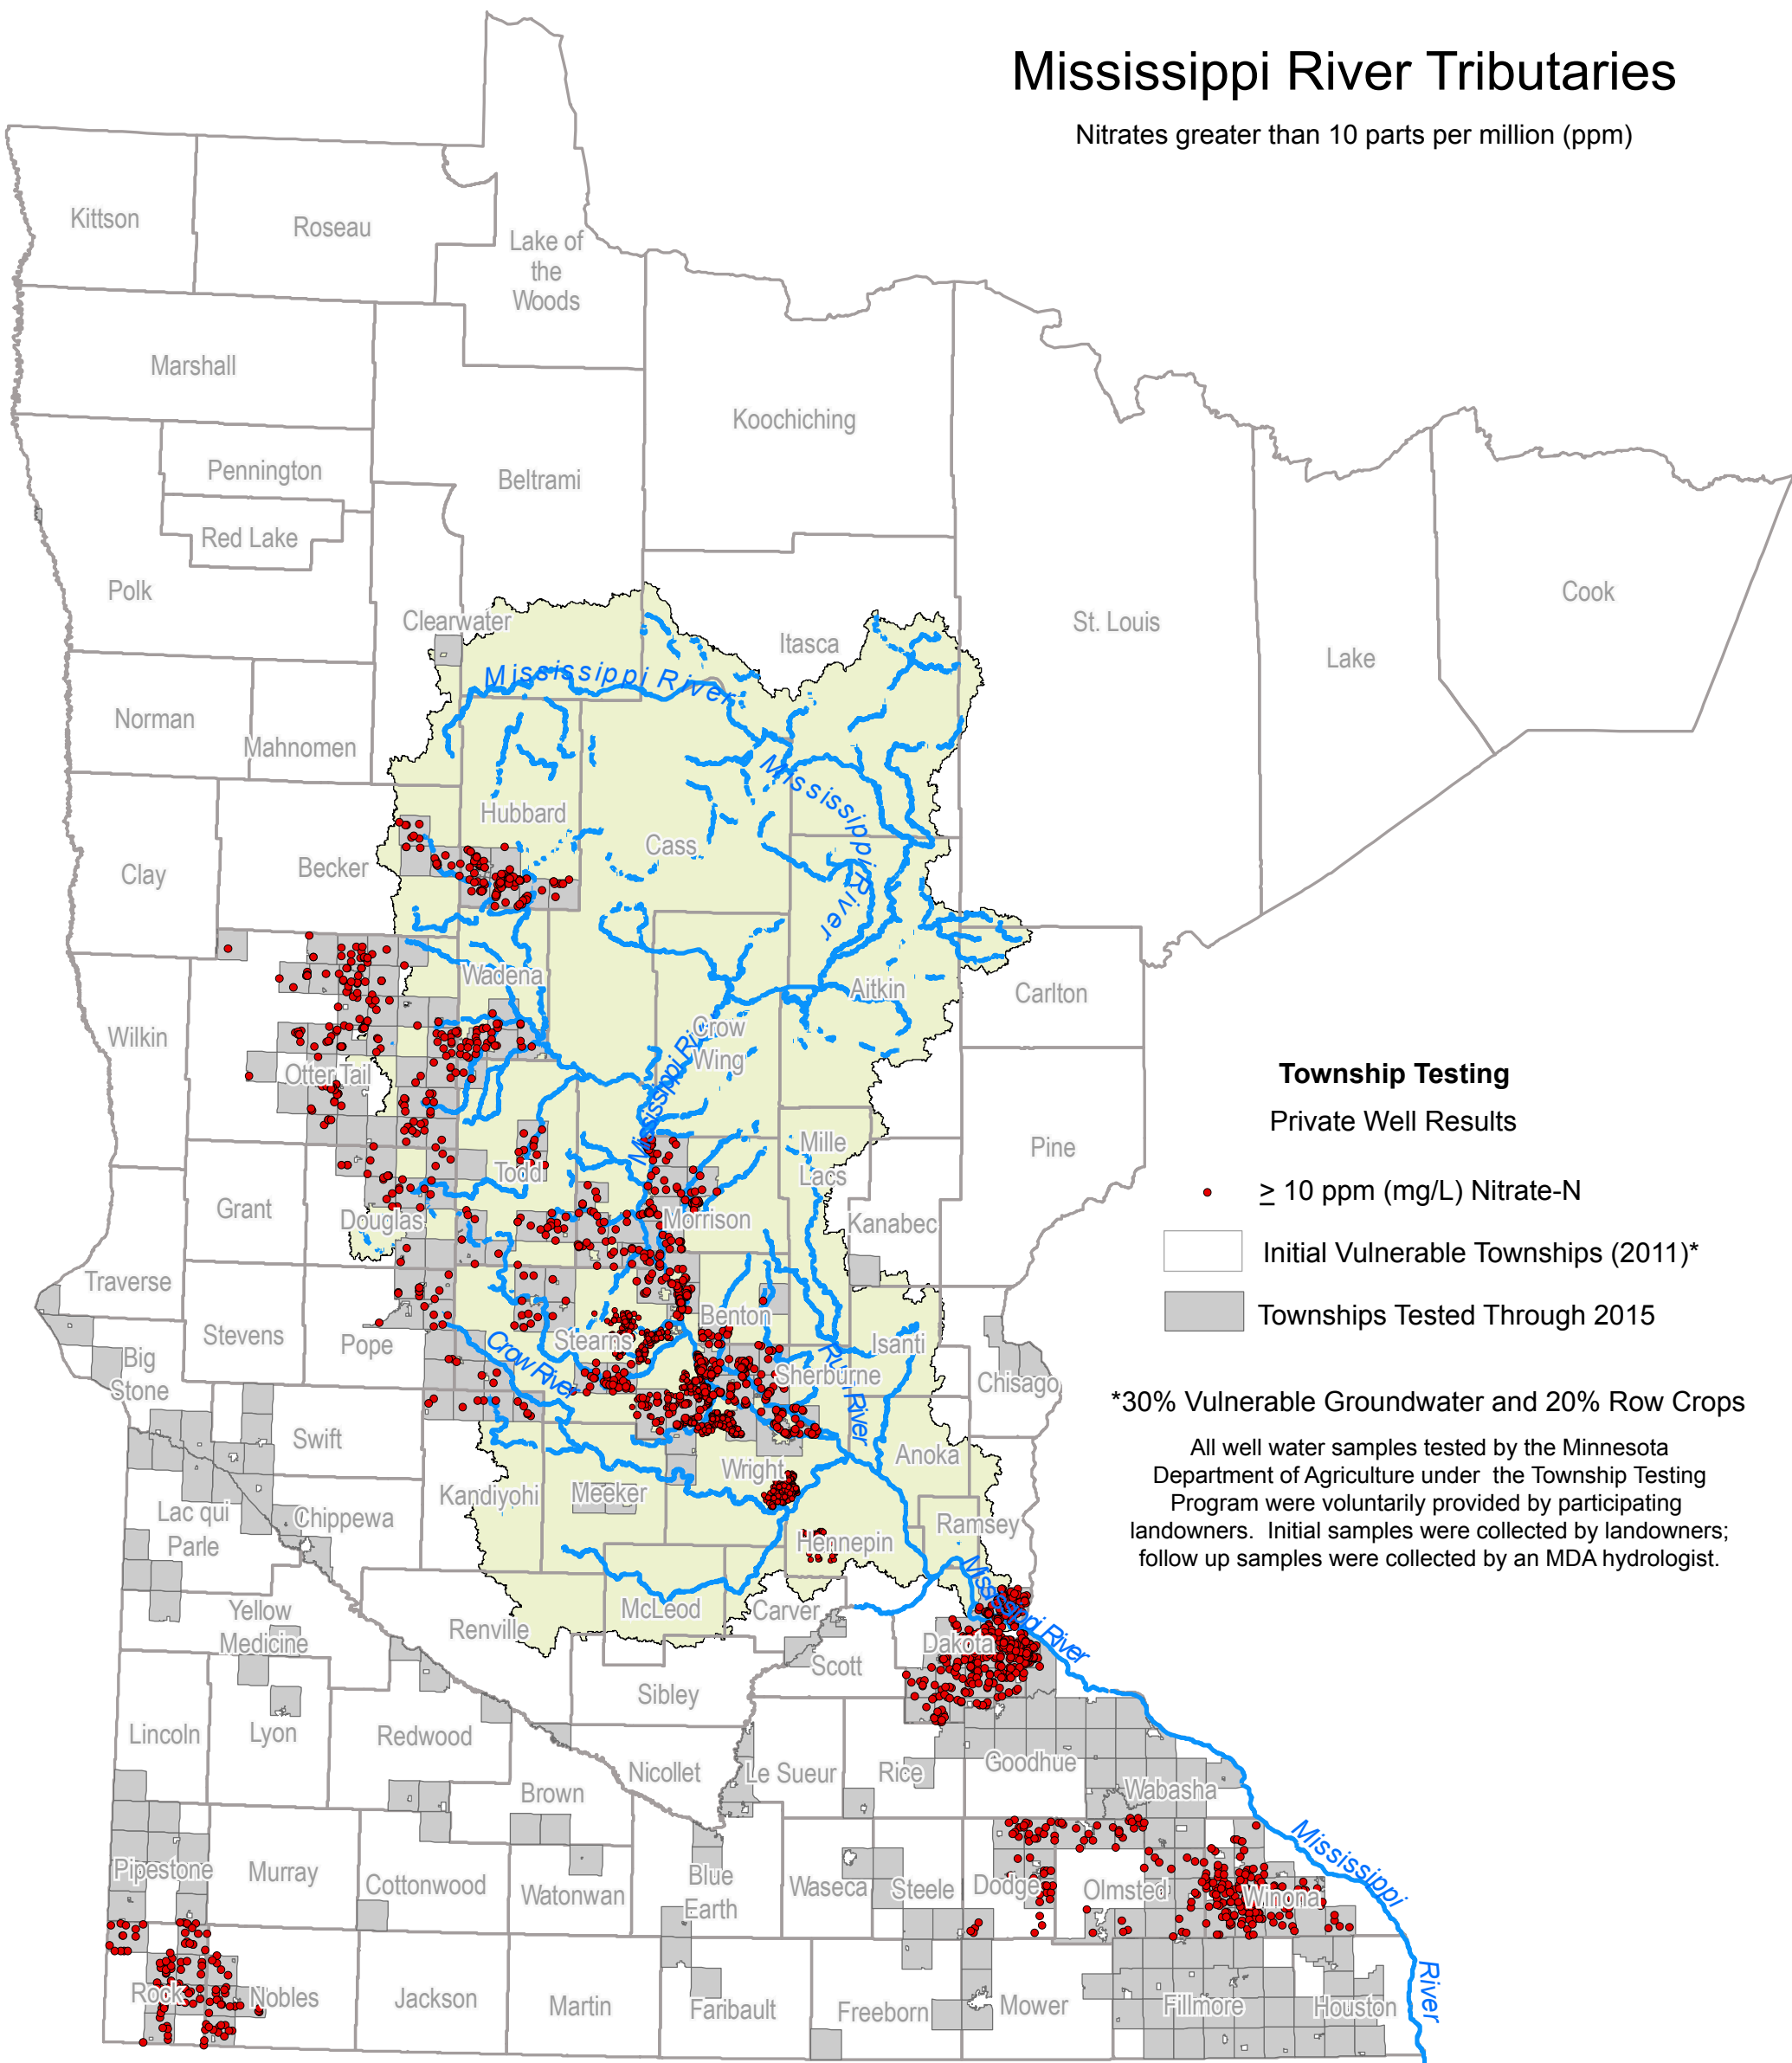 Mississippi River Tributaries
Nitrates greater than 10 parts per million (ppm)
Kittson
Roseau
Lake of
the
Woods
Marshall
Koochiching
Pennington
Beltrami
Red Lake
Polk
Cook
Clearwater
St. Louis
Itasca
Lake
Mississippi River
Norman
Mahnomen
Mississippi River
Hubbard
Cass
Becker
Clay
Wadena
Aitkin
Carlton
Crow
Wing
Wilkin
Mississippi River
Otter Tail
Township Testing
Private Well Results
Mille
Lacs
Pine
Todd
≥ 10 ppm (mg/L) Nitrate-N
Grant
Douglas
Morrison
Kanabec
Initial Vulnerable Townships (2011)*
Traverse
Benton
Townships Tested Through 2015
Stevens
Pope
Stearns
Isanti
Crow River
Rum River
Big
Stone
Sherburne
Chisago
*30% Vulnerable Groundwater and 20% Row Crops
Swift
Anoka
All well water samples tested by the Minnesota
Department of Agriculture under the Township Testing
Program were voluntarily provided by participating
landowners. Initial samples were collected by landowners;
follow up samples were collected by an MDA hydrologist.
Wright
Kandiyohi
Meeker
Lac qui
Parle
Chippewa
Ramsey
Hennepin
Mississippi River
Yellow
Medicine
Renville
McLeod
Carver
Dakota
Scott
Sibley
Lincoln
Lyon
Redwood
Nicollet
Le Sueur
Rice
Goodhue
Brown
Wabasha
Mississippi
River
Pipestone
Murray
Cottonwood
Watonwan
Blue
Earth
Waseca
Steele
Dodge
Olmsted
Winona
Rock
Nobles
Jackson
Martin
Faribault
Freeborn
Mower
Fillmore
Houston